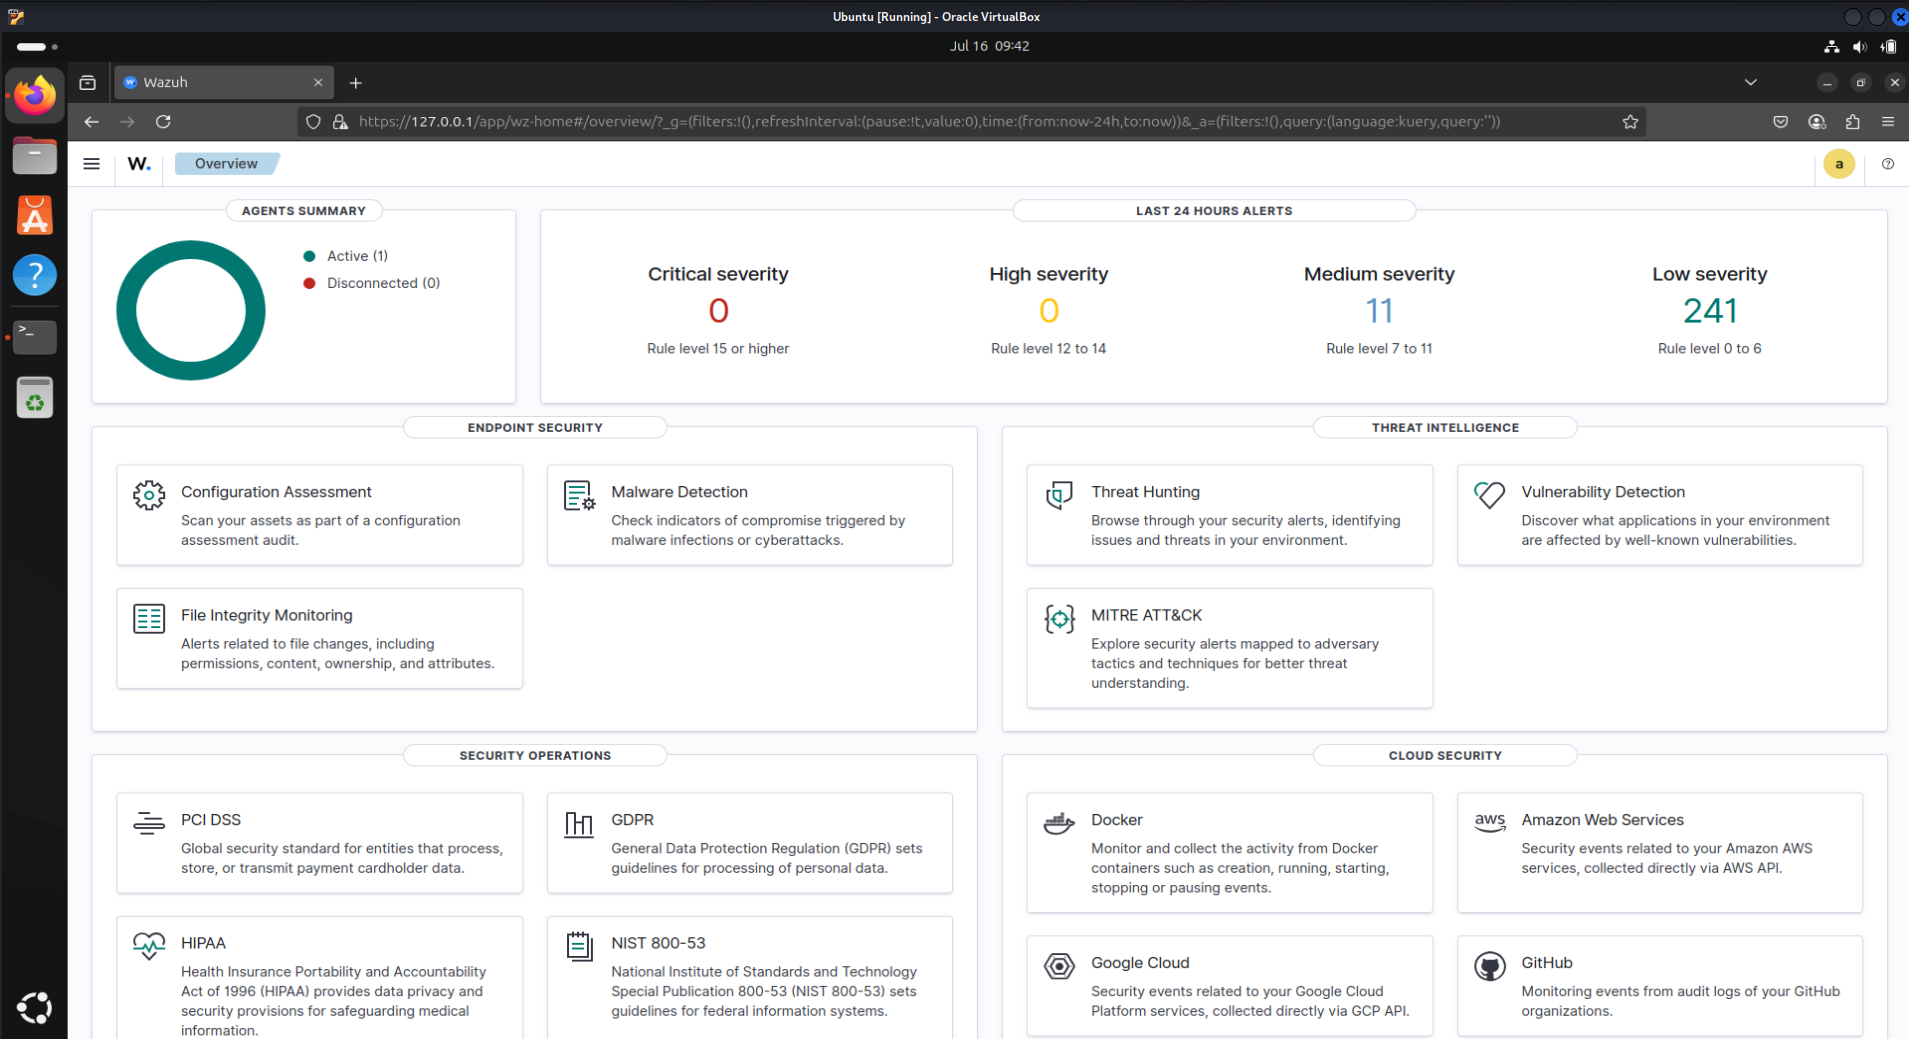 Ubuntu [Running] - Oracle VirtualBox
Jul 16 09:42
Wazuh
https://127.0.0.1/app/wz-home#/overview/?_g=(filters:!(),refreshInterval:(pause:!t,value:0),time:(from:now-24h,to:now))&_a=(filters:!(),query:(language:kuery,query:''))
W.
Overview
a
AGENTS SUMMARY
Active (1)
Disconnected (0)
LAST 24 HOURS ALERTS
Critical severity
0
Rule level 15 or higher
High severity
0
Rule level 12 to 14
Medium severity
11
Rule level 7 to 11
Low severity
241
Rule level 0 to 6
ENDPOINT SECURITY
Configuration Assessment
Scan your assets as part of a configuration
assessment audit.
Malware Detection
Check indicators of compromise triggered by
malware infections or cyberattacks.
File Integrity Monitoring
Alerts related to file changes, including
permissions, content, ownership, and attributes.
THREAT INTELLIGENCE
Threat Hunting
Browse through your security alerts, identifying
issues and threats in your environment.
Vulnerability Detection
Discover what applications in your environment
are affected by well-known vulnerabilities.
MITRE ATT&CK
Explore security alerts mapped to adversary
tactics and techniques for better threat
understanding.
SECURITY OPERATIONS
PCI DSS
Global security standard for entities that process,
store, or transmit payment cardholder data.
GDPR
General Data Protection Regulation (GDPR) sets
guidelines for processing of personal data.
HIPAA
Health Insurance Portability and Accountability
Act of 1996 (HIPAA) provides data privacy and
security provisions for safeguarding medical
information.
NIST 800-53
National Institute of Standards and Technology
Special Publication 800-53 (NIST 800-53) sets
guidelines for federal information systems.
CLOUD SECURITY
Docker
Monitor and collect the activity from Docker
containers such as creation, running, starting,
stopping or pausing events.
aws
Amazon Web Services
Security events related to your Amazon AWS
services, collected directly via AWS API.
Google Cloud
Security events related to your Google Cloud
Platform services, collected directly via GCP API.
GitHub
Monitoring events from audit logs of your GitHub
organizations.